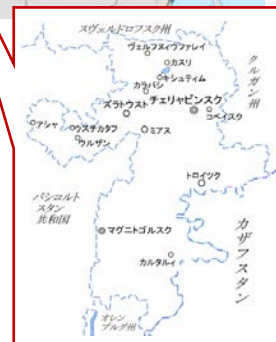 スヴェルドロフスク州
ヴェルフヌイウファレイ
カスリ
キシュティム
カラバシ
チェリャビンスク
ズラトウスト
コペイスク
クルガン州
アシャ
ウスチカタフ
ウルザン
ミアス
トロイツク
バシコルト
スタン
共和国
マグニトゴルスク
カザフスタン
カルタルィ
オレン
ブルグ州